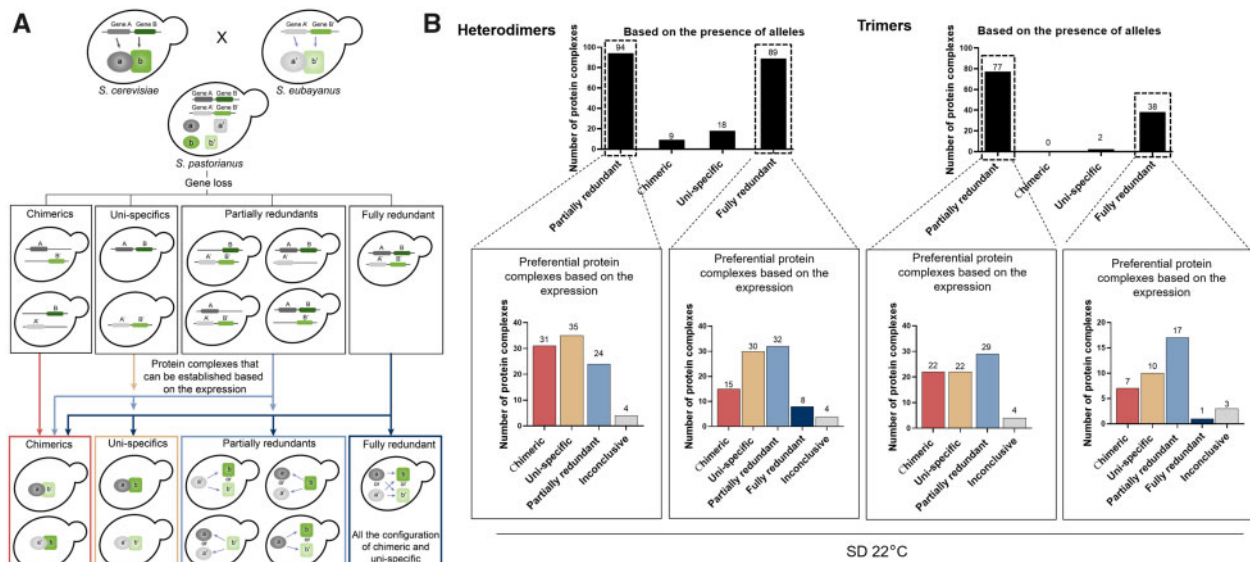 A
Gene A Gene B
a b
S. cerevisiae
X
Gene A' Gene B'
a' b'
S. eubayanus
Gene A Gene B
Gene A' Gene B'
a a'
b b'
S. pastorianus
Gene loss
Chimerics
A
B'
B
A'
Uni-specifics
A B
A' B'
Partially redundants
B
A' B'
A B
A'
A
A' B'
A B
B'
Fully redundant
A B
A' B'
Protein complexes that
can be established based
on the expression
Chimerics
a b'
a' b
Uni-specifics
a b
a' b'
Partially redundants
a' b or b'
a or a' b
a or a' b'
a b or b'
Fully redundant
a or a' b or b'
All the configuration
of chimeric and
uni-specific
B
Heterodimers
Based on the presence of alleles
Number of protein complexes
100
80
60
40
20
0
94
9
18
89
Partially redundant
Chimeric
Uni-specific
Fully redundant
Trimers
Based on the presence of alleles
Number of protein complexes
100
80
60
40
20
0
77
0
2
38
Partially redundant
Chimeric
Uni-specific
Fully redundant
Preferential protein
complexes based on the
expression
Number of protein complexes
40
30
20
10
0
31
35
24
4
Chimeric
Uni-specific
Partially redundant
Inconclusive
Preferential protein
complexes based on the
expression
Number of protein complexes
40
30
20
10
0
15
30
32
8
4
Chimeric
Uni-specific
Partially redundant
Fully redundant
Inconclusive
Preferential protein
complexes based on the
expression
Number of protein complexes
40
30
20
10
0
22
22
29
4
Chimeric
Uni-specific
Partially redundant
Inconclusive
Preferential protein
complexes based on the
expression
Number of protein complexes
20
15
10
5
0
7
10
17
1
3
Chimeric
Uni-specific
Partially redundant
Fully redundant
Inconclusive
SD 22°C